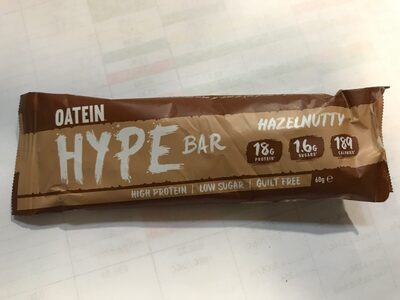 OATEIN
HYPE BAR
HAZELNUTTY
18G
PROTEIN*
1.6G
SUGARS*
189
CALORIES*
HIGH PROTEIN | LOW SUGAR | GUILT FREE
60g e